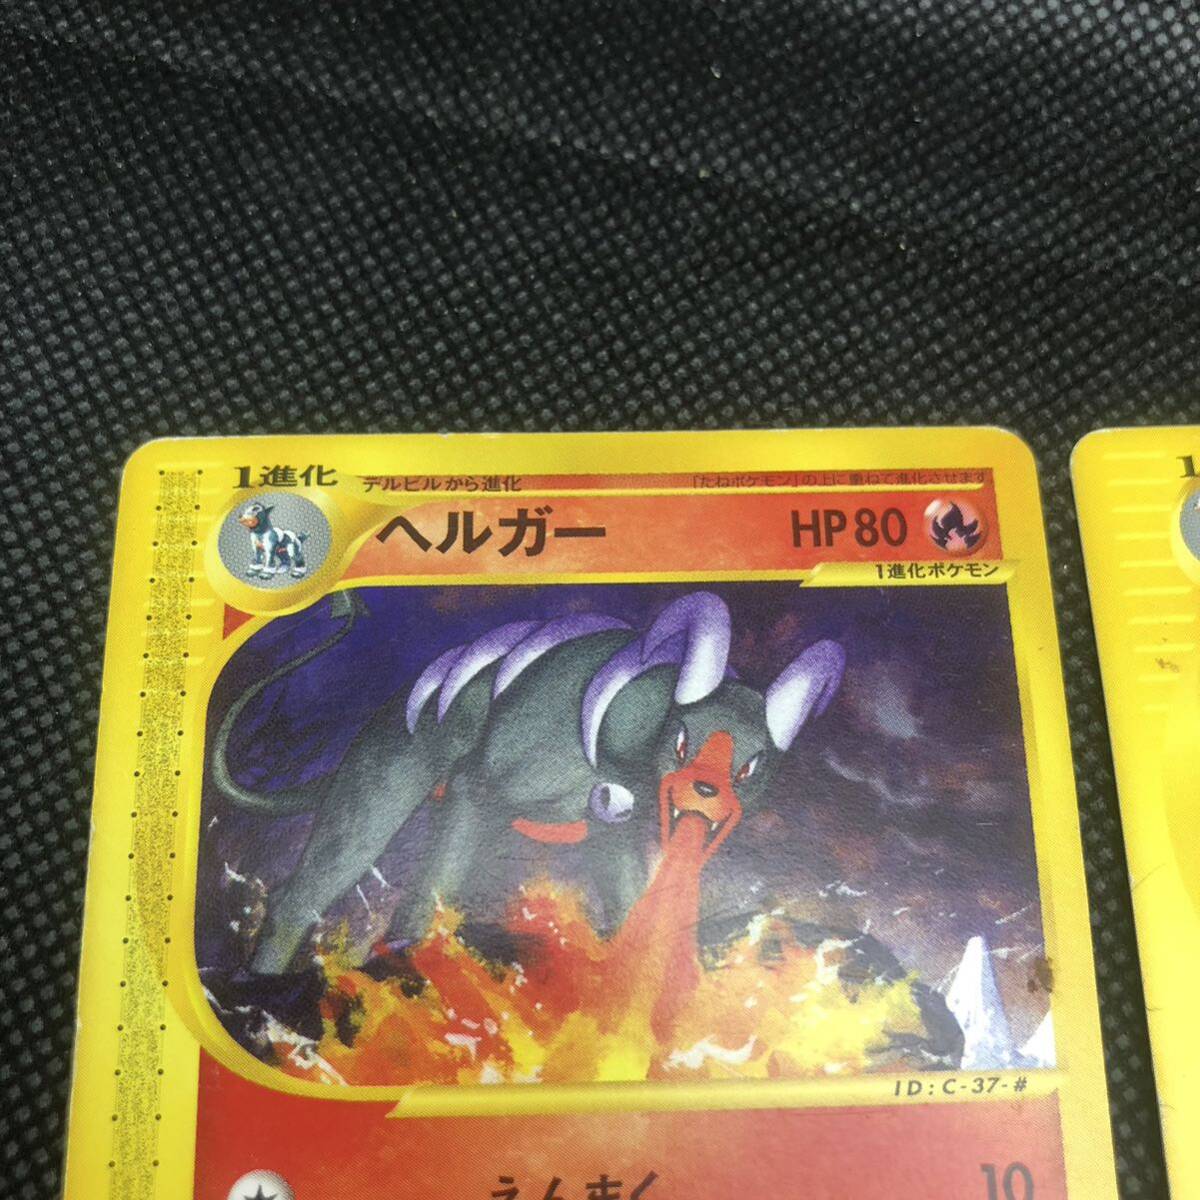 1進化
デルビルから進化
「たねポケモン」の上に重ねて進化させます
ヘルガー
HP80
1進化ポケモン
ID:C-37-#
えんまく
10
1